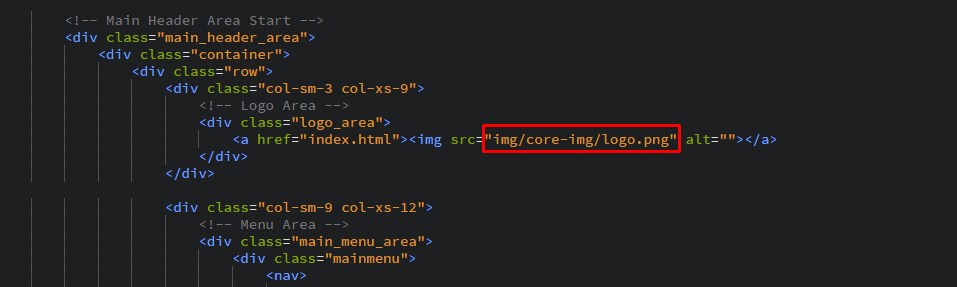 <!-- Main Header Area Start -->
<div class="main_header_area">
<div class="container">
<div class="row">
<div class="col-sm-3 col-xs-9">
<!-- Logo Area -->
<div class="logo_area">
<a href="index.html"><img src="img/core-img/logo.png" alt=""></a>
</div>
</div>
<div class="col-sm-9 col-xs-12">
<!-- Menu Area -->
<div class="main_menu_area">
<div class="mainmenu">
<nav>